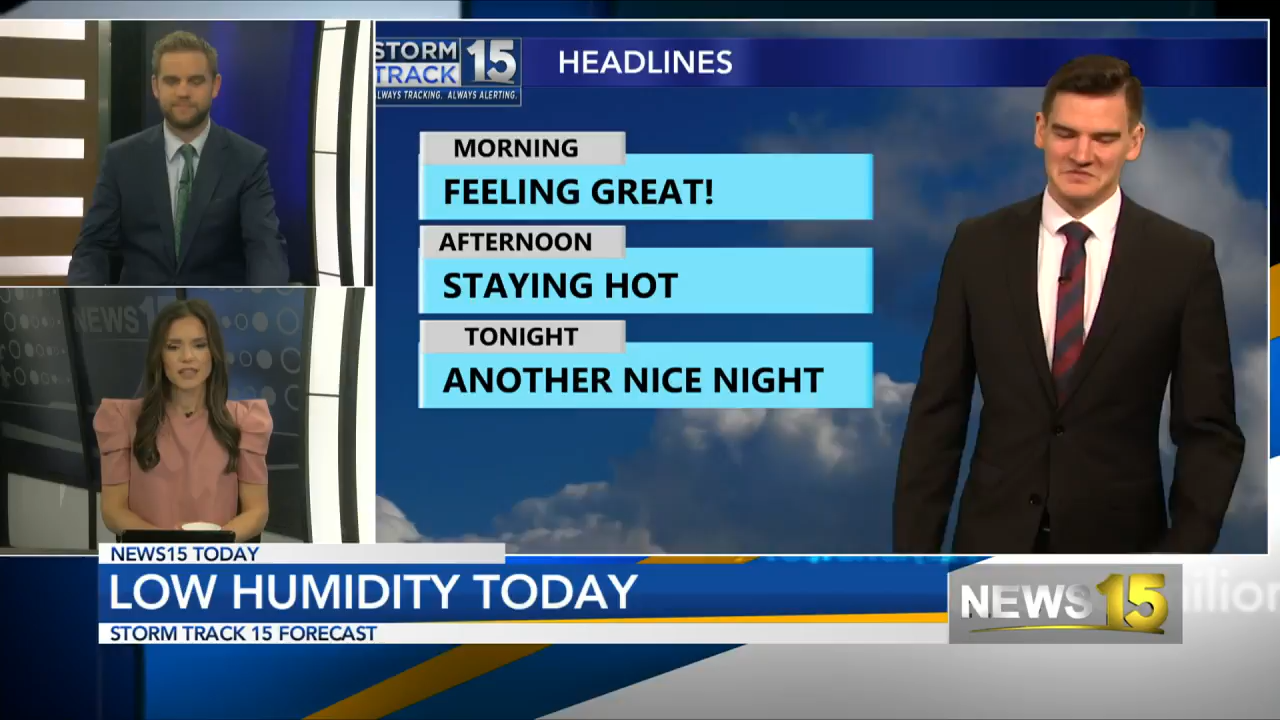 STORM
TRACK 15
ALWAYS TRACKING. ALWAYS ALERTING.
HEADLINES
MORNING
FEELING GREAT!
AFTERNOON
STAYING HOT
TONIGHT
ANOTHER NICE NIGHT
NEWS15
NEWS15 TODAY
LOW HUMIDITY TODAY
STORM TRACK 15 FORECAST
NEWS 15